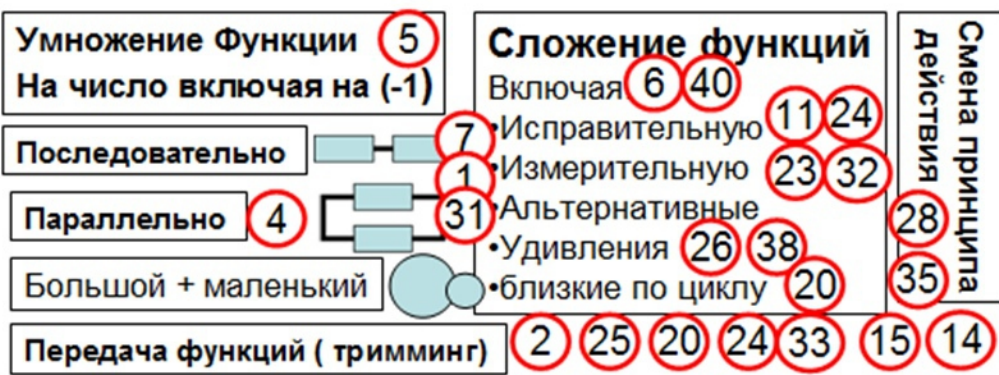 Умножение Функции 5
На число включая на (-1)
Последовательно 7
1
Параллельно 4 31
Большой + маленький
Сложение функций
Включая 6 40
•Исправительную 11 24
•Измерительную 23 32
•Альтернативные
•Удивления 26 38
•близкие по циклу 20
Смена принципа
действия
28
35
Передача функций ( тримминг) 2 25 20 24 33 15 14